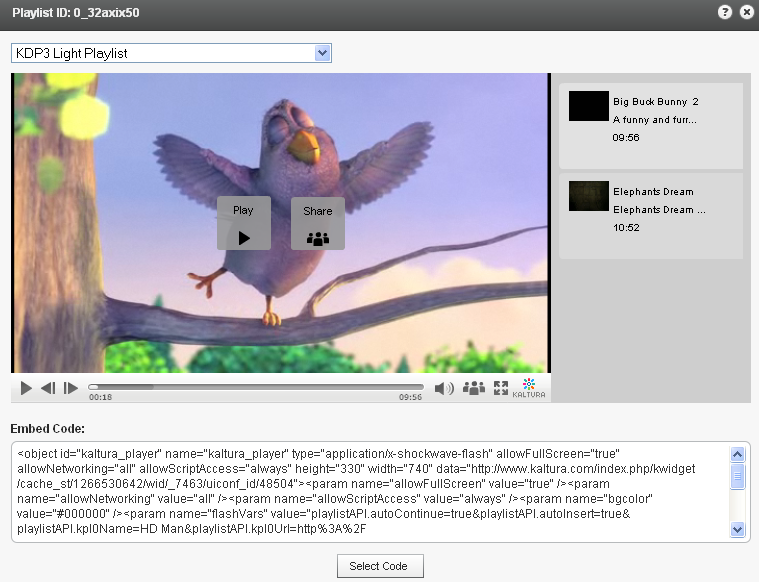 Playlist ID: 0_32axix50
?
KDP3 Light Playlist
Play
Share
Big Buck Bunny 2
A funny and furr...
09:56
Elephants Dream
Elephants Dream ...
10:52
00:18
09:56
KALTURA
Embed Code:
<object id="kaltura_player" name="kaltura_player" type="application/x-shockwave-flash" allowFullScreen="true"
allowNetworking="all" allowScriptAccess="always" height="330" width="740" data="http://www.kaltura.com/index.php/kwidget
/cache_st/1266530642/wid/_7463/uiconf_id/48504"><param name="allowFullScreen" value="true" /><param
name="allowNetworking" value="all" /><param name="allowScriptAccess" value="always" /><param name="bgcolor"
value="#000000" /><param name="flashVars" value="playlistAPI.autoContinue=true&playlistAPI.autoInsert=true&
playlistAPI.kpl0Name=HD Man&playlistAPI.kpl0Url=http%3A%2F
Select Code